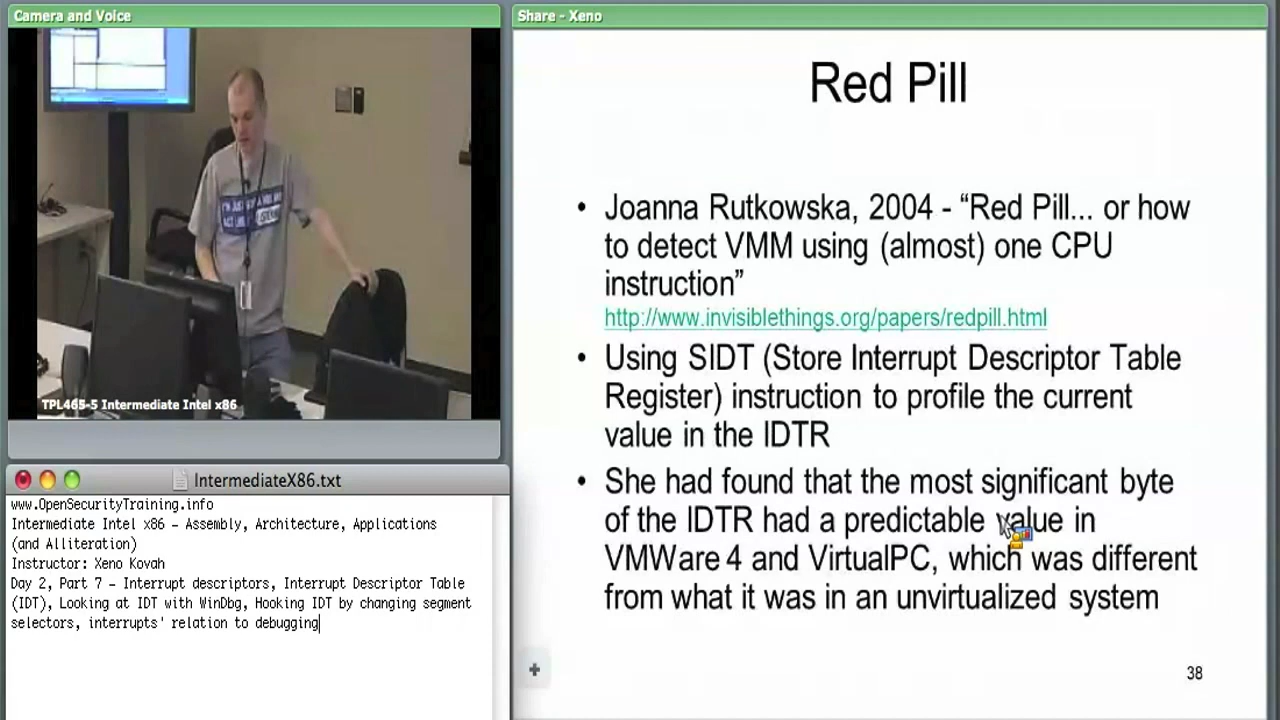 Camera and Voice
TPL465-5 Intermediate Intel x86
IntermediateX86.txt
www.OpenSecurityTraining.info
Intermediate Intel x86 – Assembly, Architecture, Applications
(and Alliteration)
Instructor: Xeno Kovah
Day 2, Part 7 – Interrupt descriptors, Interrupt Descriptor Table
(IDT), Looking at IDT with WinDbg, Hooking IDT by changing segment
selectors, interrupts' relation to debugging
Share - Xeno
Red Pill
• Joanna Rutkowska, 2004 - “Red Pill... or how
to detect VMM using (almost) one CPU
instruction”
http://www.invisiblethings.org/papers/redpill.html
• Using SIDT (Store Interrupt Descriptor Table
Register) instruction to profile the current
value in the IDTR
• She had found that the most significant byte
of the IDTR had a predictable value in
VMWare 4 and VirtualPC, which was different
from what it was in an unvirtualized system
38